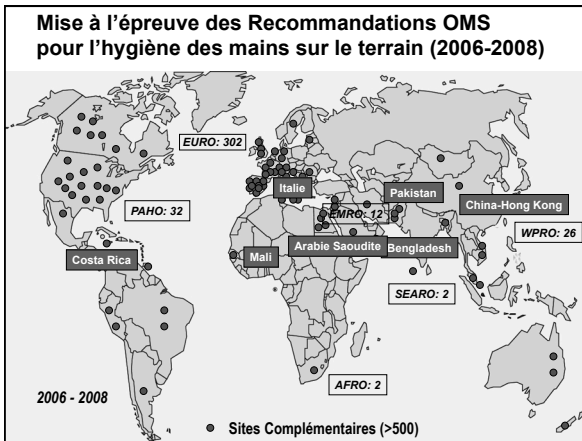 Mise à l'épreuve des Recommandations OMS
pour l'hygiène des mains sur le terrain (2006-2008)
EURO: 302
Italie
Pakistan
PAHO: 32
EMRO: 12
China-Hong Kong
WPRO: 26
Costa Rica
Mali
Arabie Saoudite
Bangladesh
SEARO: 2
AFRO: 2
2006 - 2008
Sites Complémentaires (>500)